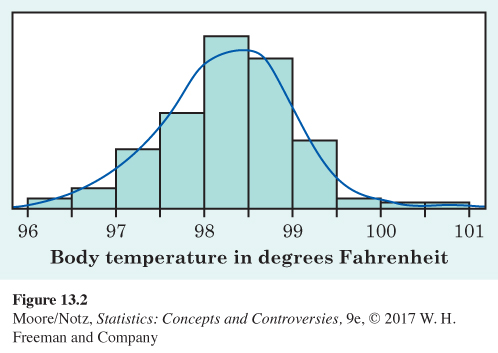 96 97 98 99 100 101
Body temperature in degrees Fahrenheit
Figure 13.2
Moore/Notz, Statistics: Concepts and Controversies, 9e, © 2017 W. H.
Freeman and Company